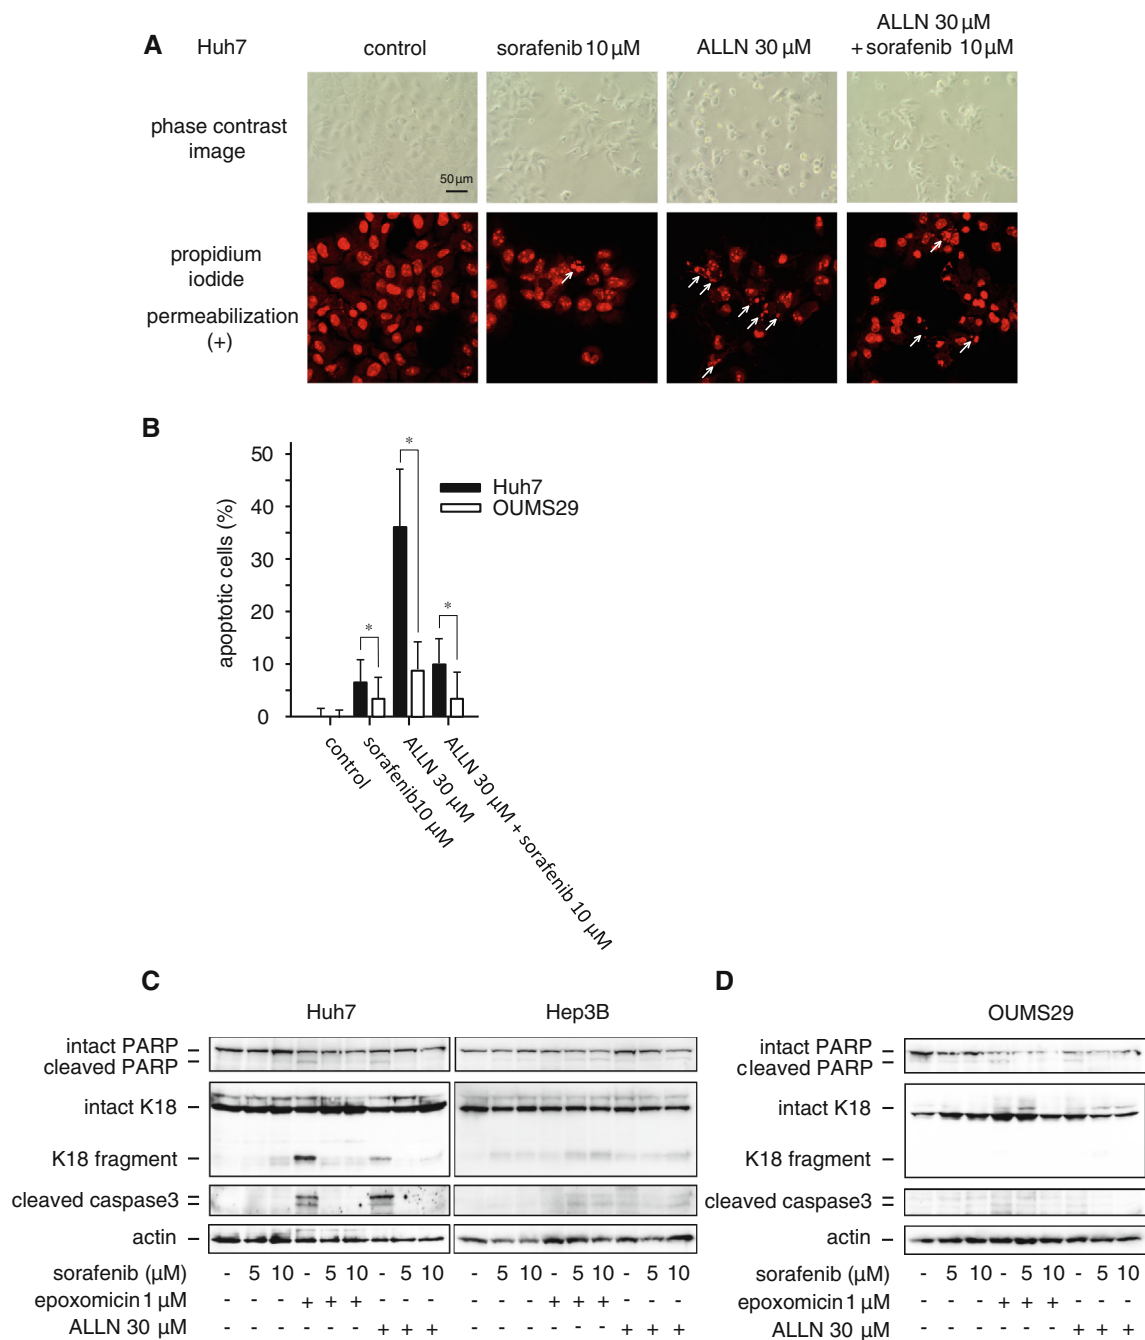 A Huh7 control sorafenib 10 µM ALLN 30 µM ALLN 30 µM
+ sorafenib 10 µM
phase contrast
image
50 µm
propidium
iodide
permeabilization
(+)
B
50
40
30
20
10
0
apoptotic cells (%)
* * *
Huh7
OUMS29
control
sorafenib10 µM
ALLN 30 µM
ALLN 30 µM + sorafenib 10 µM
C
Huh7 Hep3B
intact PARP
cleaved PARP
intact K18
K18 fragment
cleaved caspase3
actin
sorafenib (µM) - 5 10 - 5 10 - 5 10 - 5 10 - 5 10 - 5 10
epoxomicin 1 µM - - - + + + - - - - - - + + + - - -
ALLN 30 µM - - - - - - + + + - - - - - - + + +
D
OUMS29
intact PARP
cleaved PARP
intact K18
K18 fragment
cleaved caspase3
actin
sorafenib (µM) - 5 10 - 5 10 - 5 10
epoxomicin 1 µM - - - + + + - - -
ALLN 30 µM - - - - - - + + +